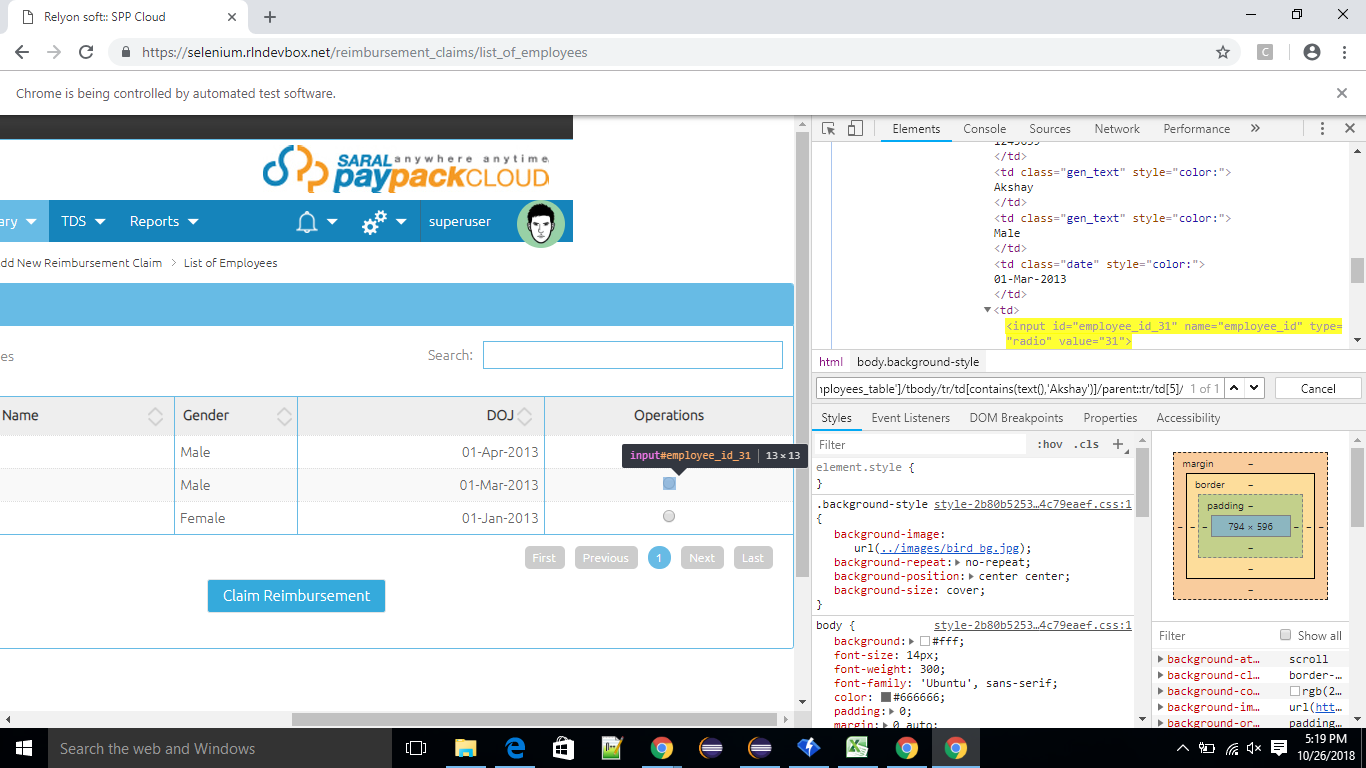 Relyon soft:: SPP Cloud
https://selenium.rlndevbox.net/reimbursement_claims/list_of_employees
C
Chrome is being controlled by automated test software.
SARAL anywhere anytime
paypackCLOUD
ary TDS Reports superuser
dd New Reimbursement Claim > List of Employees
es Search:
Name Gender DOJ Operations
Male 01-Apr-2013
input#employee_id_31 13 × 13
Male 01-Mar-2013
Female 01-Jan-2013
First Previous 1 Next Last
Claim Reimbursement
Elements Console Sources Network Performance »
1249899
</td>
<td class="gen_text" style="color:">
Akshay
</td>
<td class="gen_text" style="color:">
Male
</td>
<td class="date" style="color:">
01-Mar-2013
</td>
<td>
<input id="employee_id_31" name="employee_id" type=
"radio" value="31">
html body.background-style
nployees_table']/tbody/tr/td[contains(text(),'Akshay')]/parent::tr/td[5]/ 1 of 1 Cancel
Styles Event Listeners DOM Breakpoints Properties Accessibility
Filter :hov .cls +
element.style {
}
.background-style style-2b80b5253…4c79eaef.css:1
{
background-image:
url(../images/bird_bg.jpg);
background-repeat: no-repeat;
background-position: center center;
background-size: cover;
}
body { style-2b80b5253…4c79eaef.css:1
background: #fff;
font-size: 14px;
font-weight: 300;
font-family: 'Ubuntu', sans-serif;
color: #666666;
padding: 0;
margin: 0 auto;
margin –
border –
padding –
– – – 794 × 596 – – –
–
–
–
Filter Show all
background-at… scroll
background-cl… border-…
background-co… rgb(2…
background-im… url(htt…
background-or… padding…
Search the web and Windows
5:19 PM
10/26/2018